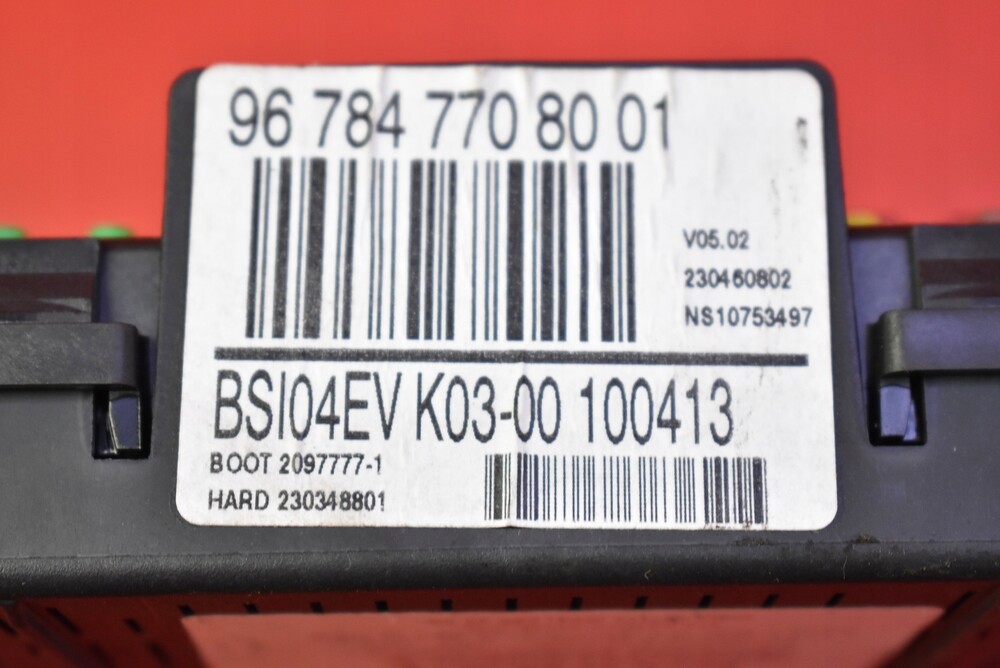 96 784 770 80 01
V05.02
230460802
NS10753497
BSI04EV K03-00 100413
BOOT 2097777-1
HARD 230348801